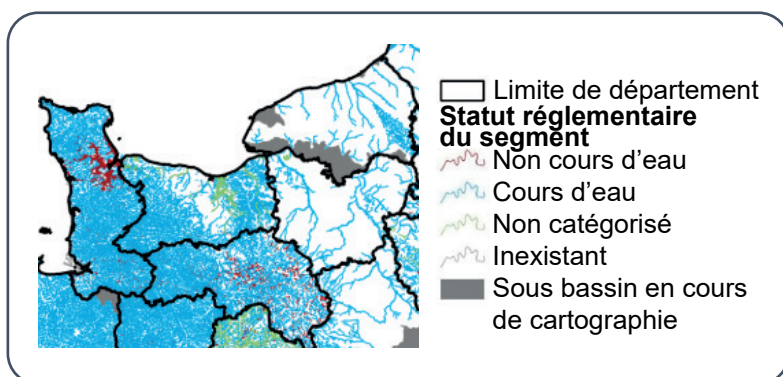 Limite de département
Statut réglementaire
du segment
Non cours d'eau
Cours d'eau
Non catégorisé
Inexistant
Sous bassin en cours
de cartographie